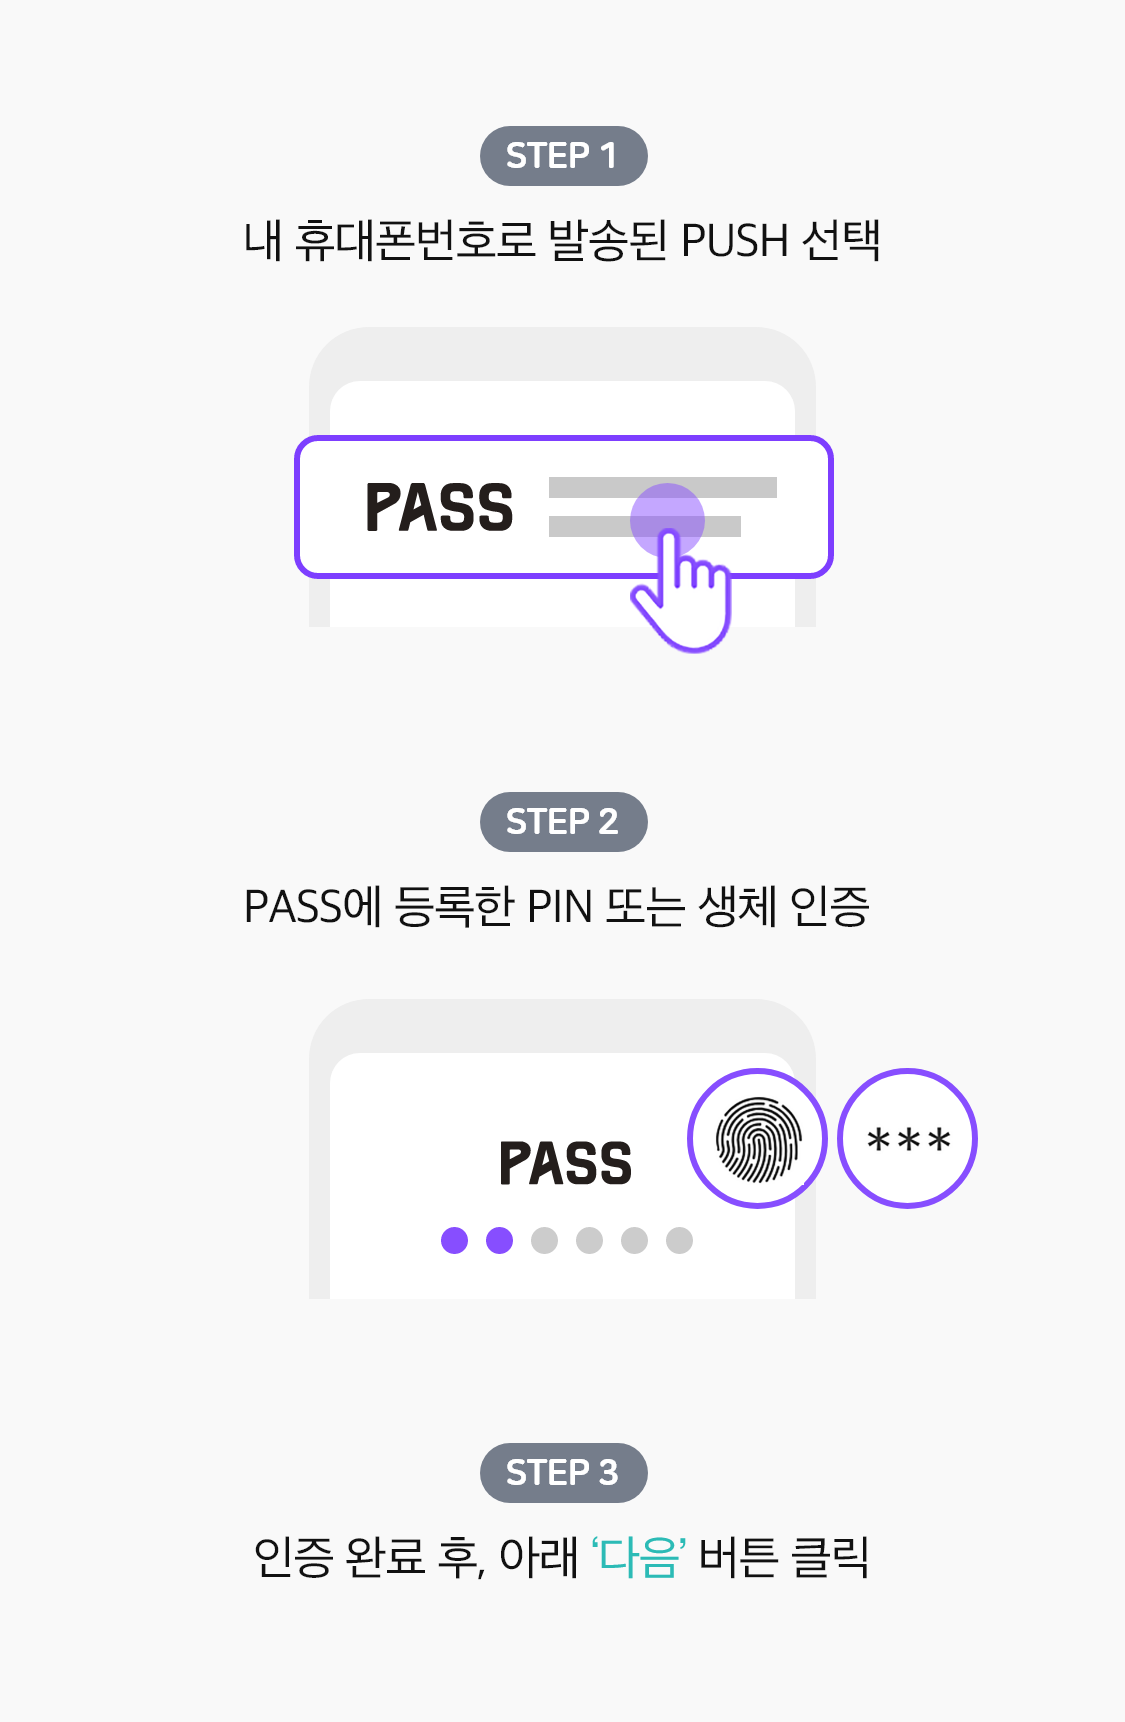 STEP 1
내 휴대폰번호로 발송된 PUSH 선택
PASS
STEP 2
PASS에 등록한 PIN 또는 생체 인증
***
PASS
STEP 3
인증 완료 후, 아래 ‘다음’ 버튼 클릭